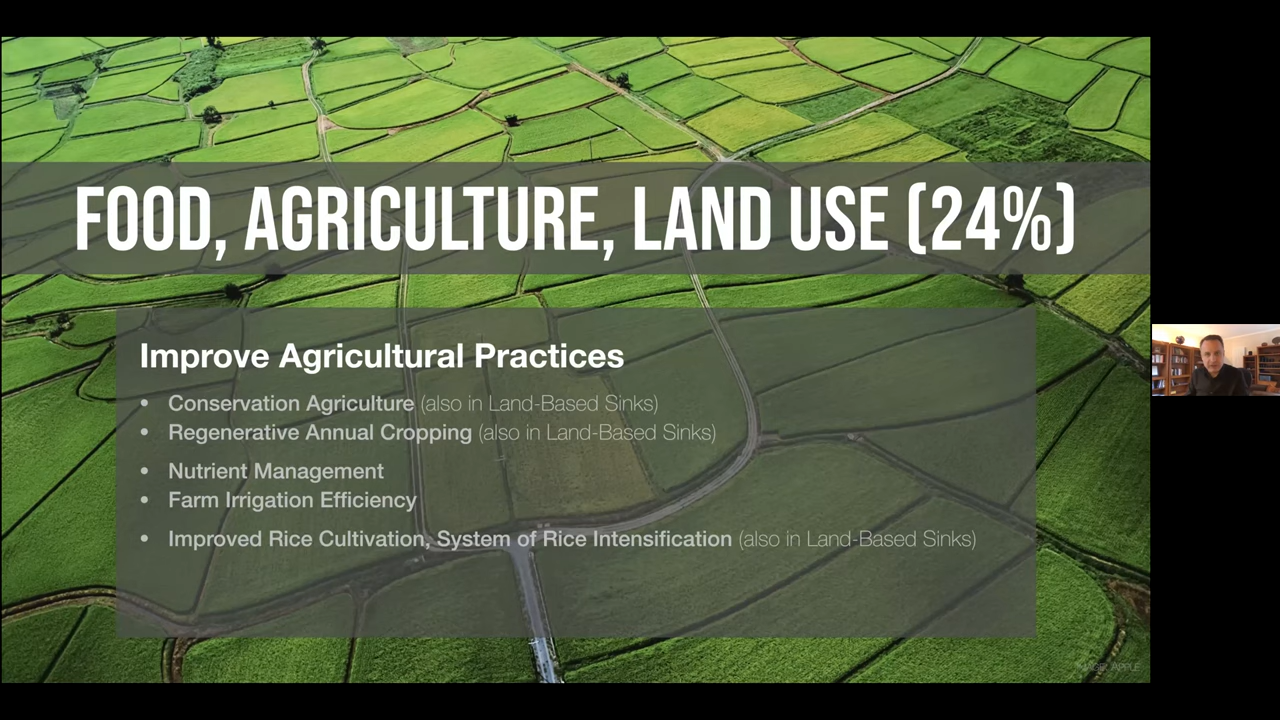 FOOD, AGRICULTURE, LAND USE (24%)
Improve Agricultural Practices
• Conservation Agriculture (also in Land-Based Sinks)
• Regenerative Annual Cropping (also in Land-Based Sinks)
• Nutrient Management
• Farm Irrigation Efficiency
• Improved Rice Cultivation, System of Rice Intensification (also in Land-Based Sinks)
IMAGE: APPLE